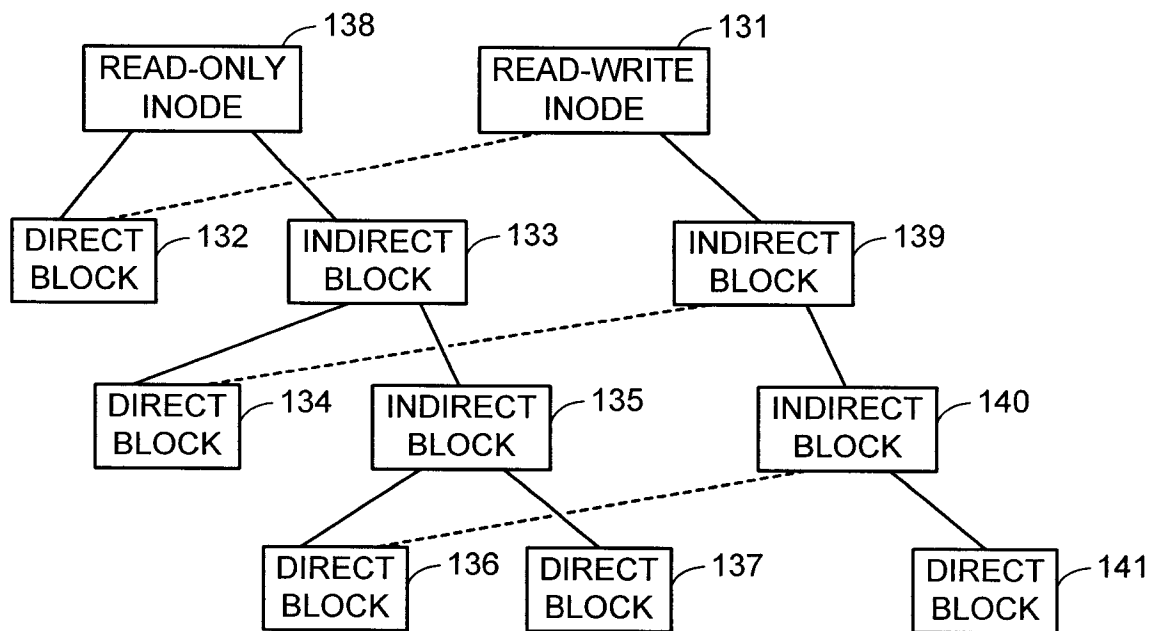 138
READ-ONLY
INODE
131
READ-WRITE
INODE
DIRECT
BLOCK
132
INDIRECT
BLOCK
133
INDIRECT
BLOCK
139
DIRECT
BLOCK
134
INDIRECT
BLOCK
135
INDIRECT
BLOCK
140
DIRECT
BLOCK
136
DIRECT
BLOCK
137
DIRECT
BLOCK
141